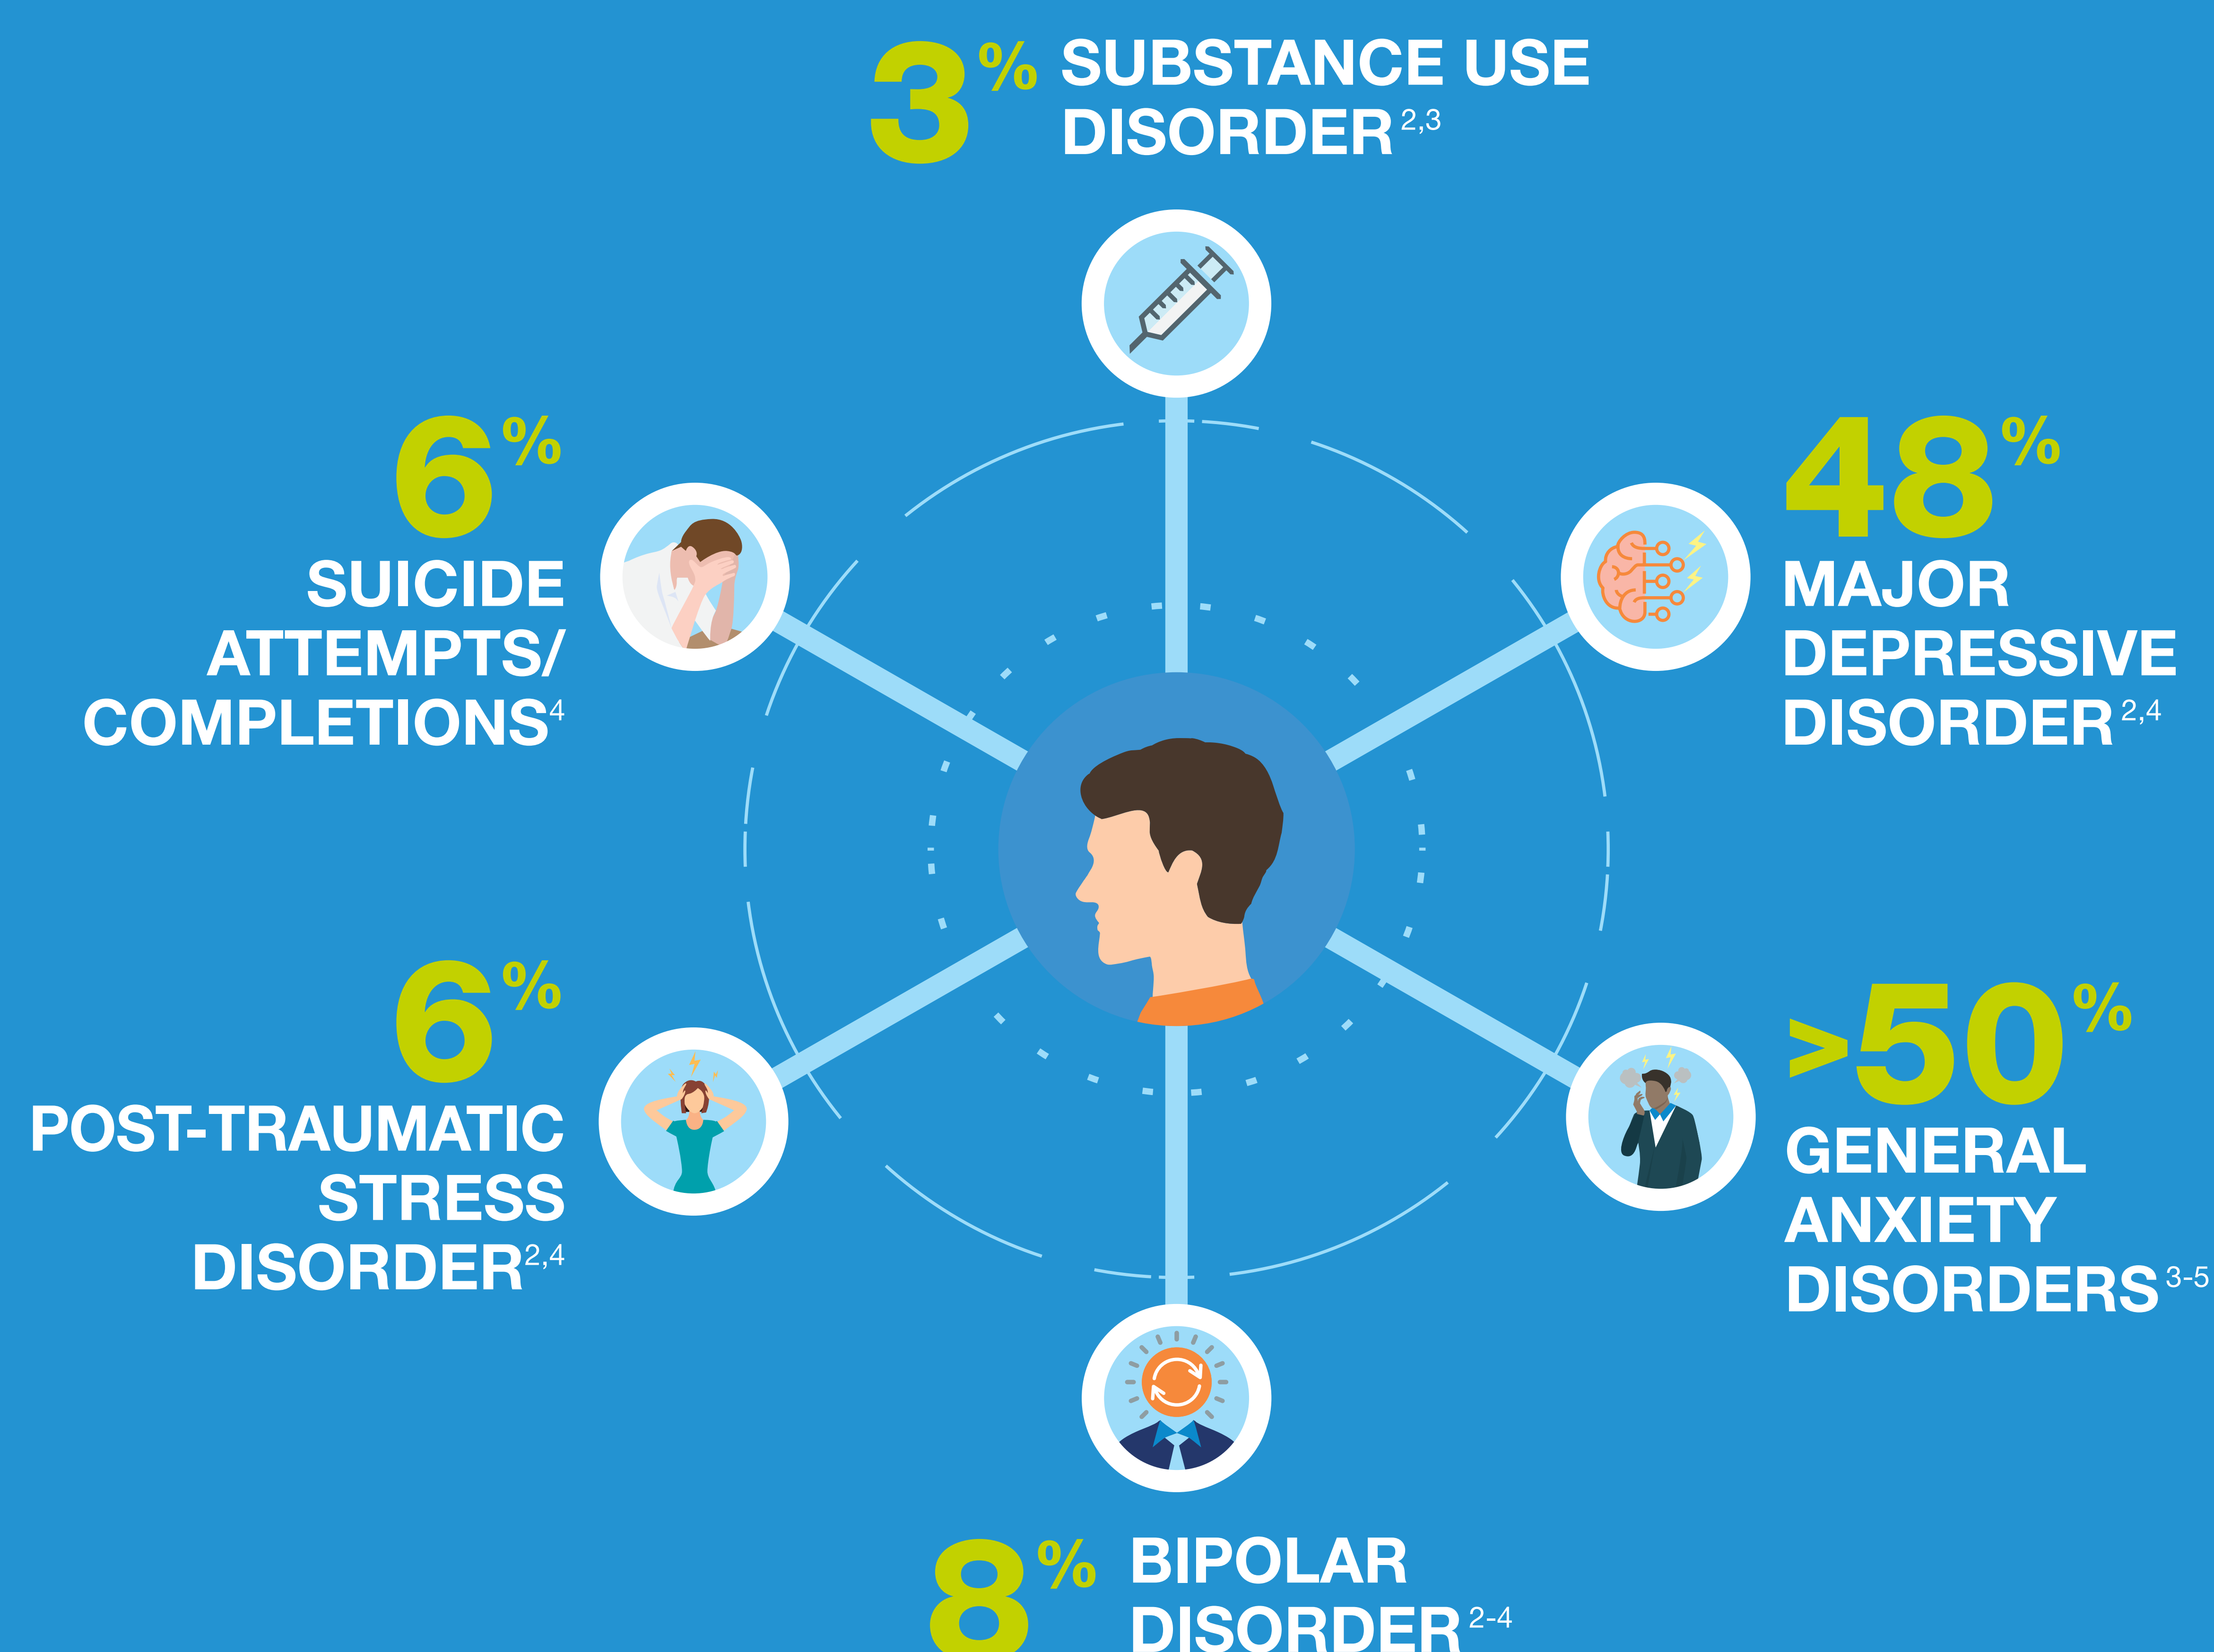 3% SUBSTANCE USE
DISORDER2,3
6%
SUICIDE
ATTEMPTS/
COMPLETIONS4
48%
MAJOR
DEPRESSIVE
DISORDER2,4
6%
POST-TRAUMATIC
STRESS
DISORDER2,4
>50%
GENERAL
ANXIETY
DISORDERS3-5
8% BIPOLAR
DISORDER2-4